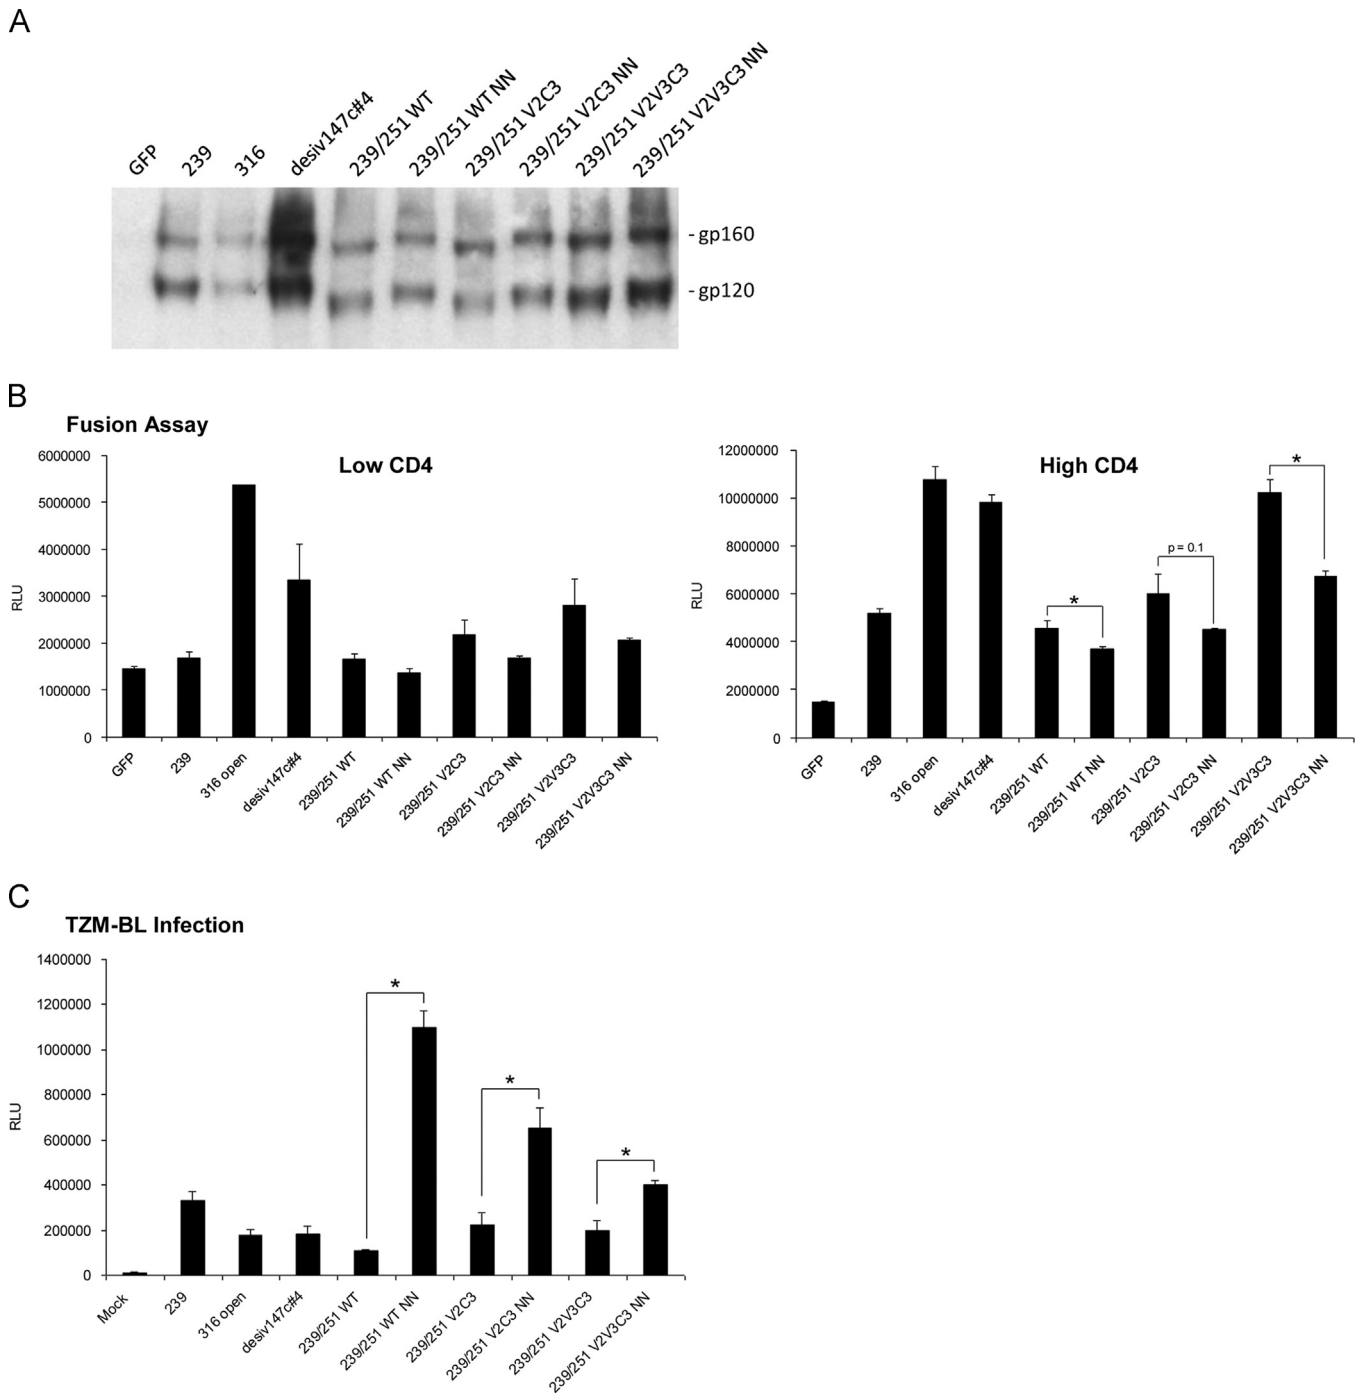 A
GFP
239
316
desiv147c#4
239/251 WT
239/251 WT NN
239/251 V2C3
239/251 V2C3 NN
239/251 V2V3C3
239/251 V2V3C3 NN
- gp160
- gp120
B
Fusion Assay
Low CD4
RLU
6000000
5000000
4000000
3000000
2000000
1000000
0
GFP
239
316 open
desiv147c#4
239/251 WT
239/251 WT NN
239/251 V2C3
239/251 V2C3 NN
239/251 V2V3C3
239/251 V2V3C3 NN
High CD4
RLU
12000000
10000000
8000000
6000000
4000000
2000000
0
*
p = 0.1
*
GFP
239
316 open
desiv147c#4
239/251 WT
239/251 WT NN
239/251 V2C3
239/251 V2C3 NN
239/251 V2V3C3
239/251 V2V3C3 NN
C
TZM-BL Infection
RLU
1400000
1200000
1000000
800000
600000
400000
200000
0
*
*
*
Mock
239
316 open
desiv147c#4
239/251 WT
239/251 WT NN
239/251 V2C3
239/251 V2C3 NN
239/251 V2V3C3
239/251 V2V3C3 NN